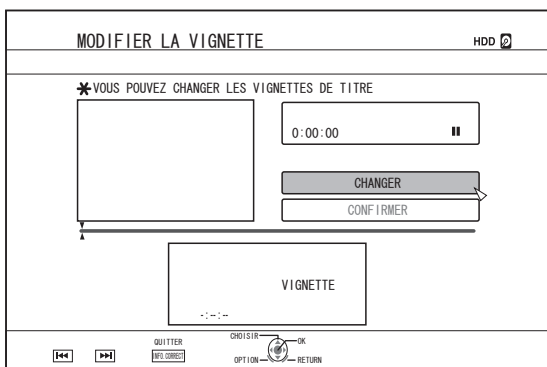 MODIFIER LA VIGNETTE
HDD
VOUS POUVEZ CHANGER LES VIGNETTES DE TITRE
0:00:00
CHANGER
CONFIRMER
VIGNETTE
-:--:--
QUITTER
INFO. CORRECT
CHOISIR
OK
OPTION
RETURN